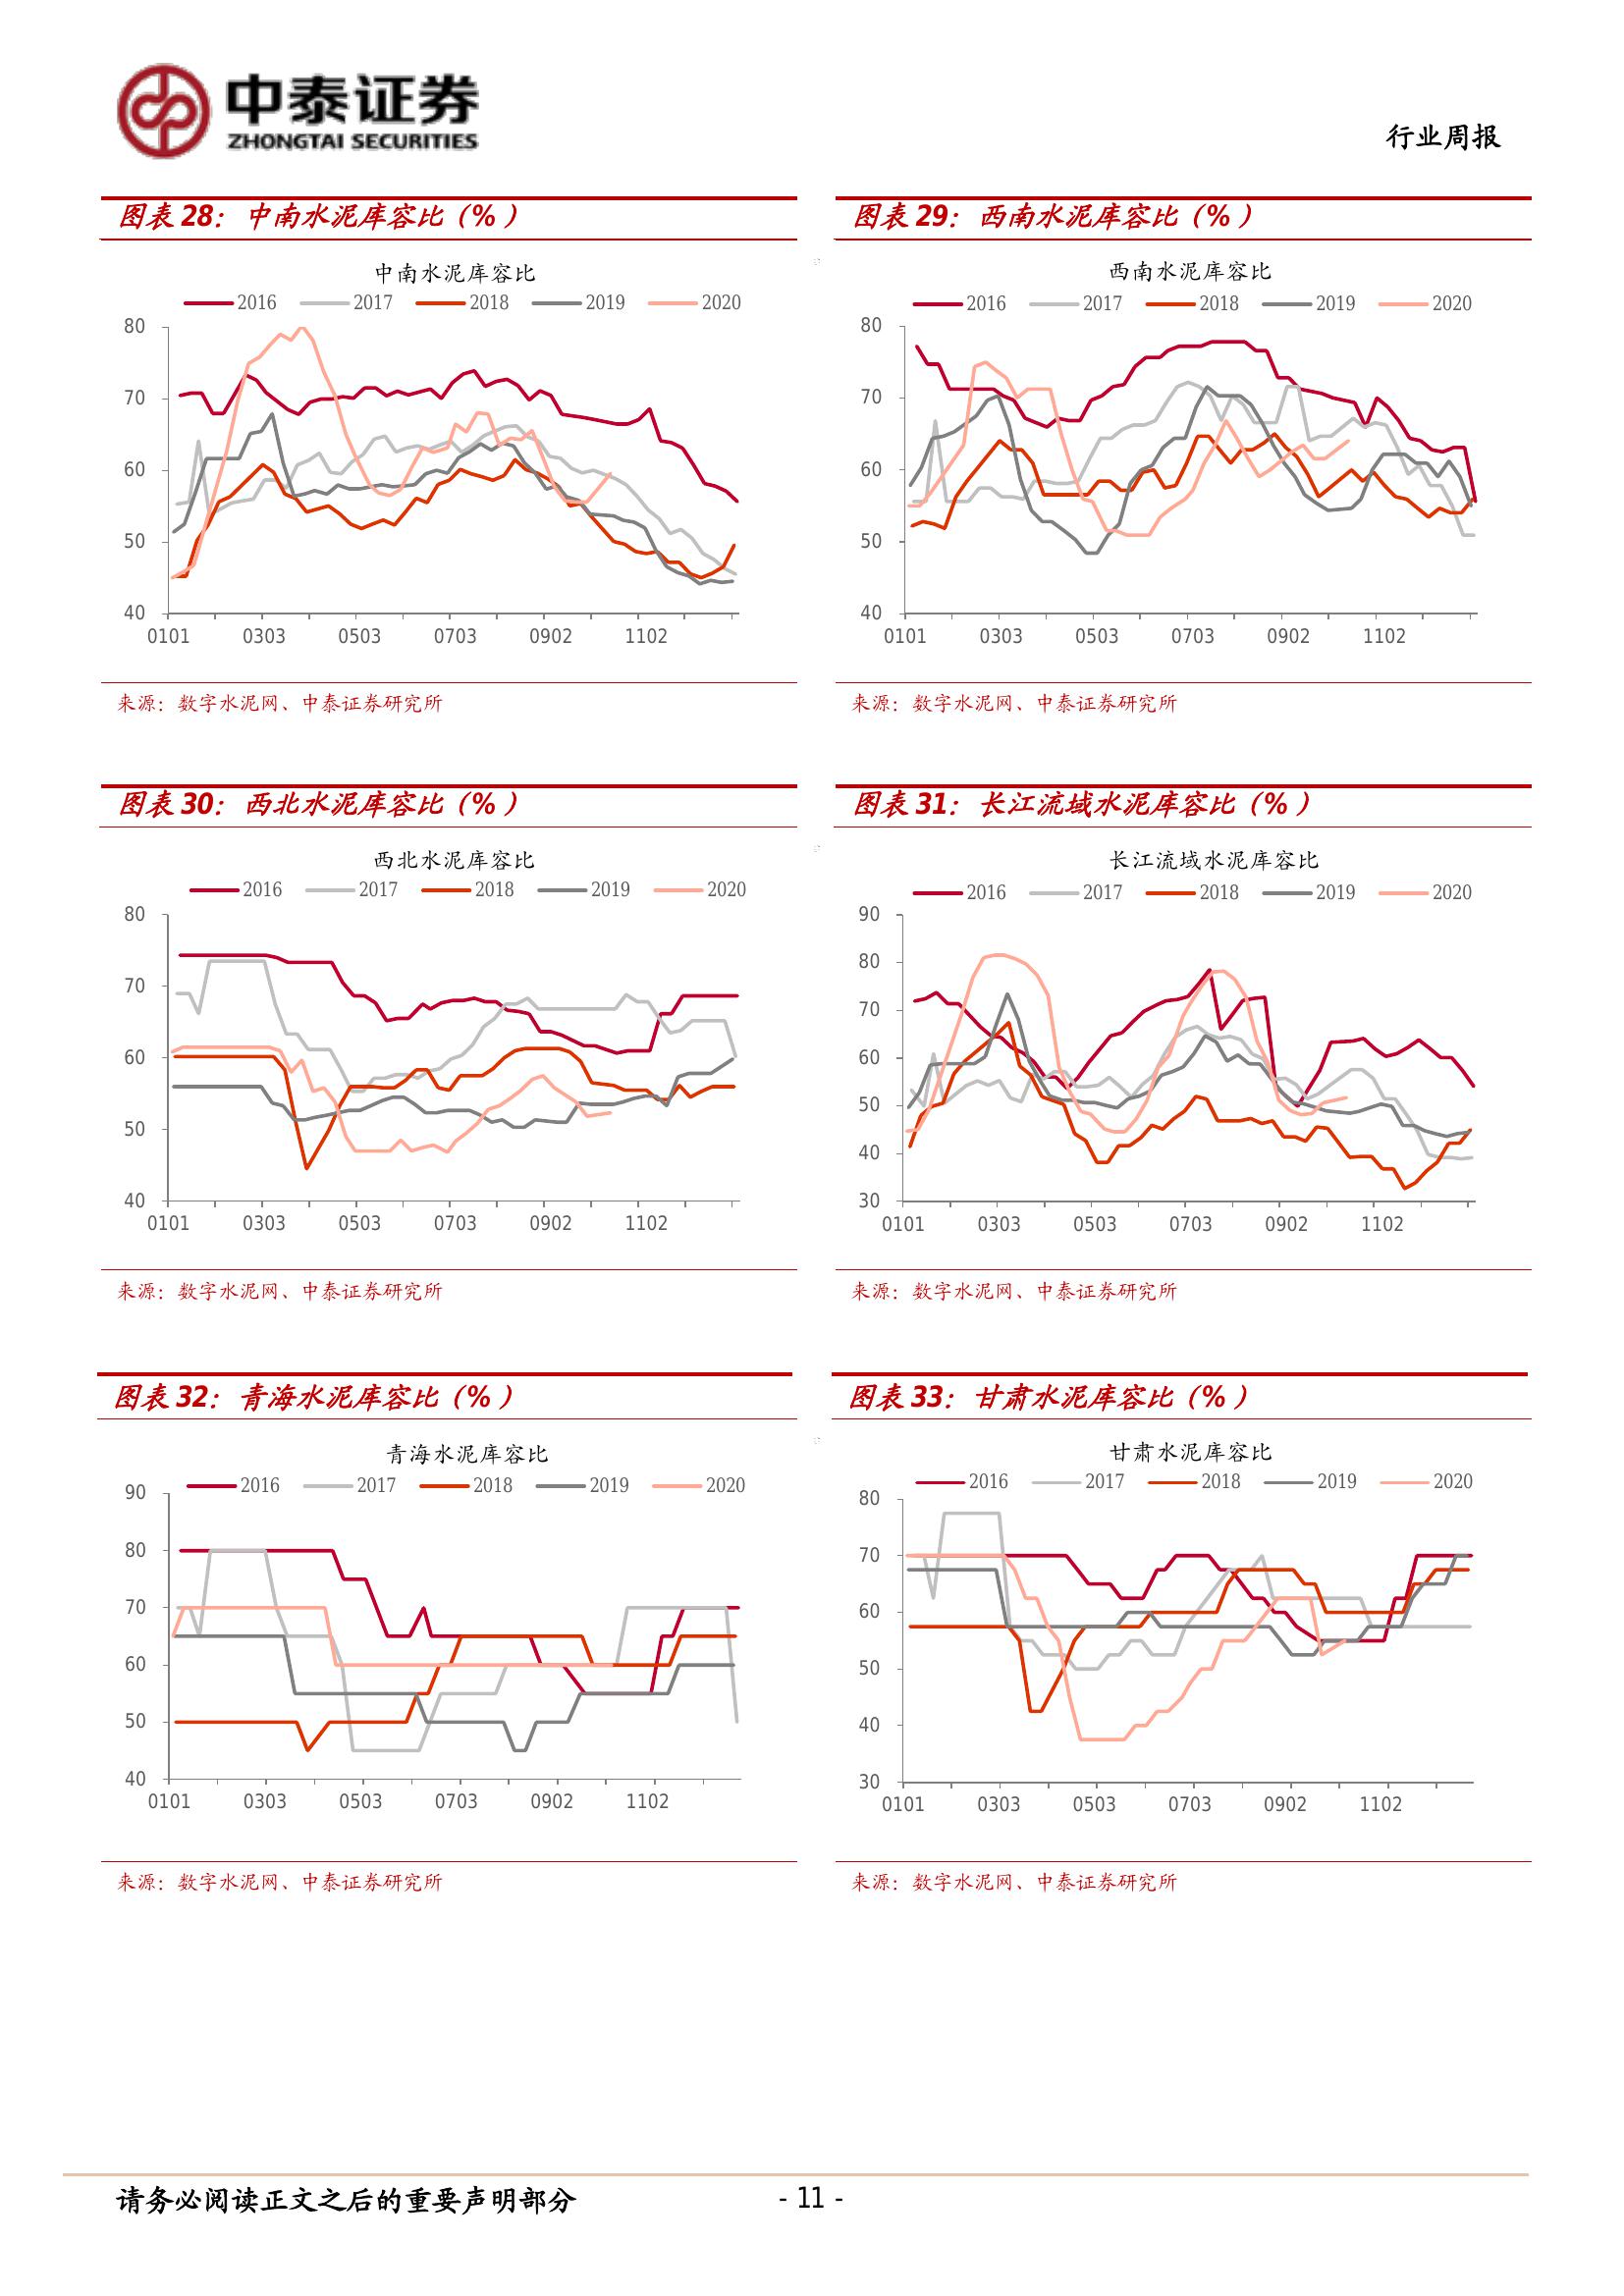 中泰证券
ZHONGTAI SECURITIES
行业周报
图表28：中南水泥库容比（%）
中南水泥库容比
2016 2017 2018 2019 2020
80
70
60
50
40
0101 0303 0503 0703 0902 1102
来源：数字水泥网、中泰证券研究所
图表29：西南水泥库容比（%）
西南水泥库容比
2016 2017 2018 2019 2020
80
70
60
50
40
0101 0303 0503 0703 0902 1102
来源：数字水泥网、中泰证券研究所
图表30：西北水泥库容比（%）
西北水泥库容比
2016 2017 2018 2019 2020
80
70
60
50
40
0101 0303 0503 0703 0902 1102
来源：数字水泥网、中泰证券研究所
图表31：长江流域水泥库容比（%）
长江流域水泥库容比
2016 2017 2018 2019 2020
90
80
70
60
50
40
30
0101 0303 0503 0703 0902 1102
来源：数字水泥网、中泰证券研究所
图表32：青海水泥库容比（%）
青海水泥库容比
2016 2017 2018 2019 2020
90
80
70
60
50
40
0101 0303 0503 0703 0902 1102
来源：数字水泥网、中泰证券研究所
图表33：甘肃水泥库容比（%）
甘肃水泥库容比
2016 2017 2018 2019 2020
80
70
60
50
40
30
0101 0303 0503 0703 0902 1102
来源：数字水泥网、中泰证券研究所
请务必阅读正文之后的重要声明部分
- 11 -